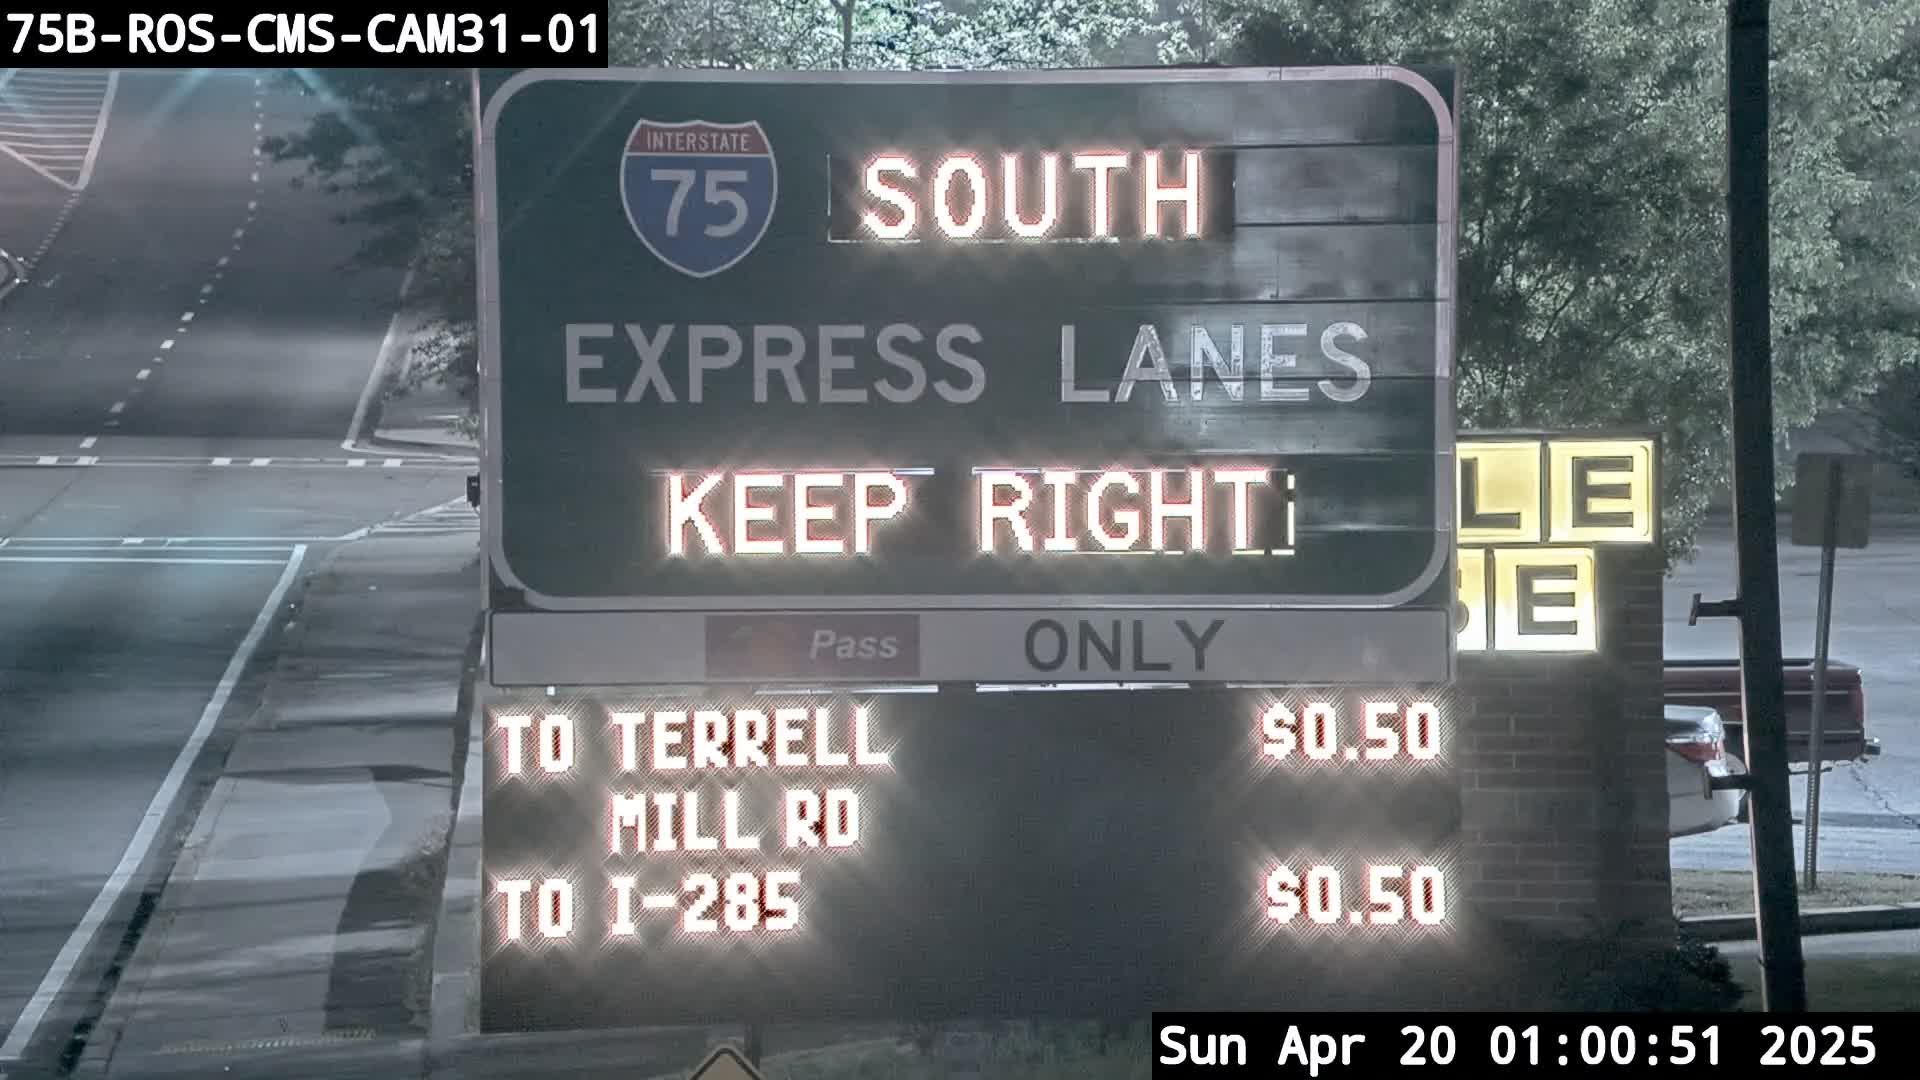 75B-ROS-CMS-CAM31-01
INTERSTATE
75
SOUTH
EXPRESS LANES
KEEP RIGHT
Pass ONLY
LE
E
TO TERRELL $0.50
MILL RD
TO I-285 $0.50
Sun Apr 20 01:00:51 2025